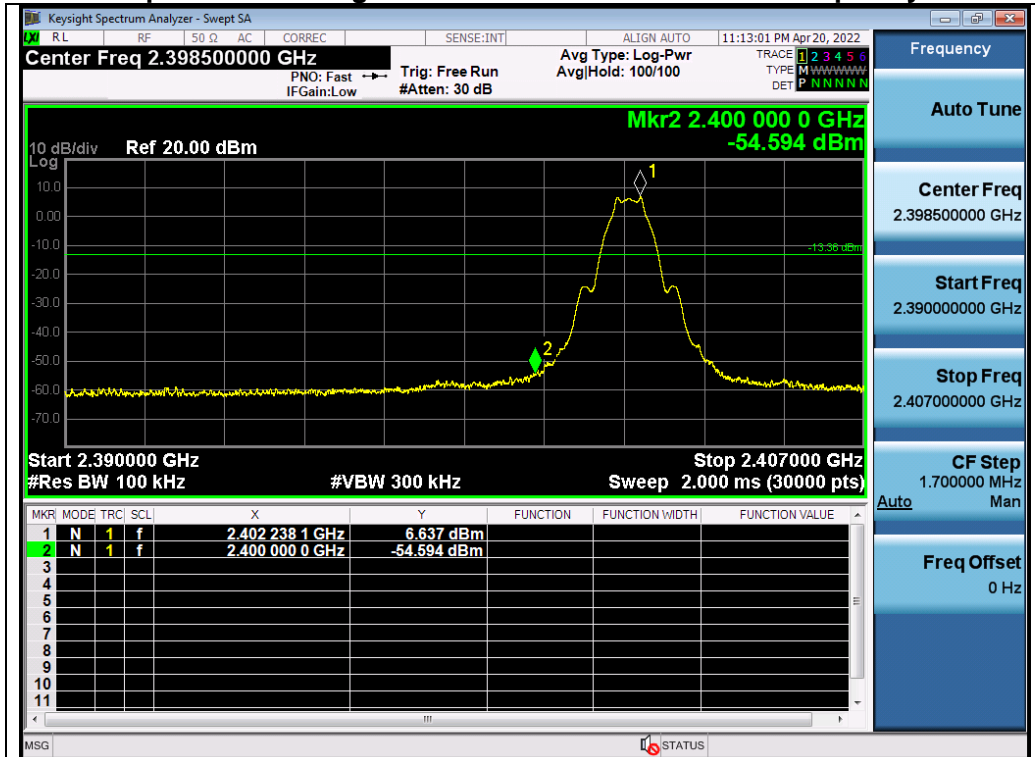 Keysight Spectrum Analyzer - Swept SA
LXI RL RF 50 Ω AC CORREC SENSE:INT ALIGN AUTO 11:13:01 PM Apr 20, 2022
Center Freq 2.398500000 GHz
PNO: Fast
IFGain:Low
Trig: Free Run
#Atten: 30 dB
Avg Type: Log-Pwr
Avg|Hold: 100/100
TRACE 1 2 3 4 5 6
TYPE M WWWWW
DET P N N N N N
Mkr2 2.400 000 0 GHz
-54.594 dBm
10 dB/div Ref 20.00 dBm
Log
10.0
0.00
-10.0
-20.0
-30.0
-40.0
-50.0
-60.0
-70.0
1
-13.36 dBm
2
Start 2.390000 GHz Stop 2.407000 GHz
#Res BW 100 kHz #VBW 300 kHz Sweep 2.000 ms (30000 pts)
MKR MODE TRC SCL X Y FUNCTION FUNCTION WIDTH FUNCTION VALUE
1 N 1 f 2.402 238 1 GHz 6.637 dBm
2 N 1 f 2.400 000 0 GHz -54.594 dBm
3
4
5
6
7
8
9
10
11
MSG STATUS
Frequency
Auto Tune
Center Freq
2.398500000 GHz
Start Freq
2.390000000 GHz
Stop Freq
2.407000000 GHz
CF Step
1.700000 MHz
Auto Man
Freq Offset
0 Hz